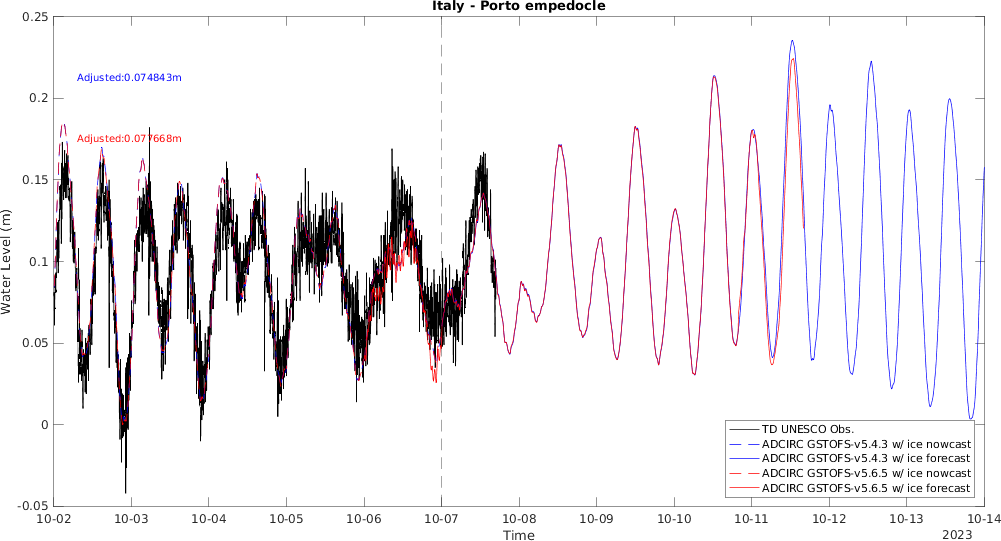 Italy - Porto empedocle
0.25
0.2
0.15
0.1
0.05
0
-0.05
Water Level (m)
Adjusted:0.074843m
Adjusted:0.077668m
TD UNESCO Obs.
ADCIRC GSTOFS-v5.4.3 w/ ice nowcast
ADCIRC GSTOFS-v5.4.3 w/ ice forecast
ADCIRC GSTOFS-v5.6.5 w/ ice nowcast
ADCIRC GSTOFS-v5.6.5 w/ ice forecast
10-02 10-03 10-04 10-05 10-06 10-07 10-08 10-09 10-10 10-11 10-12 10-13 10-14
Time
2023